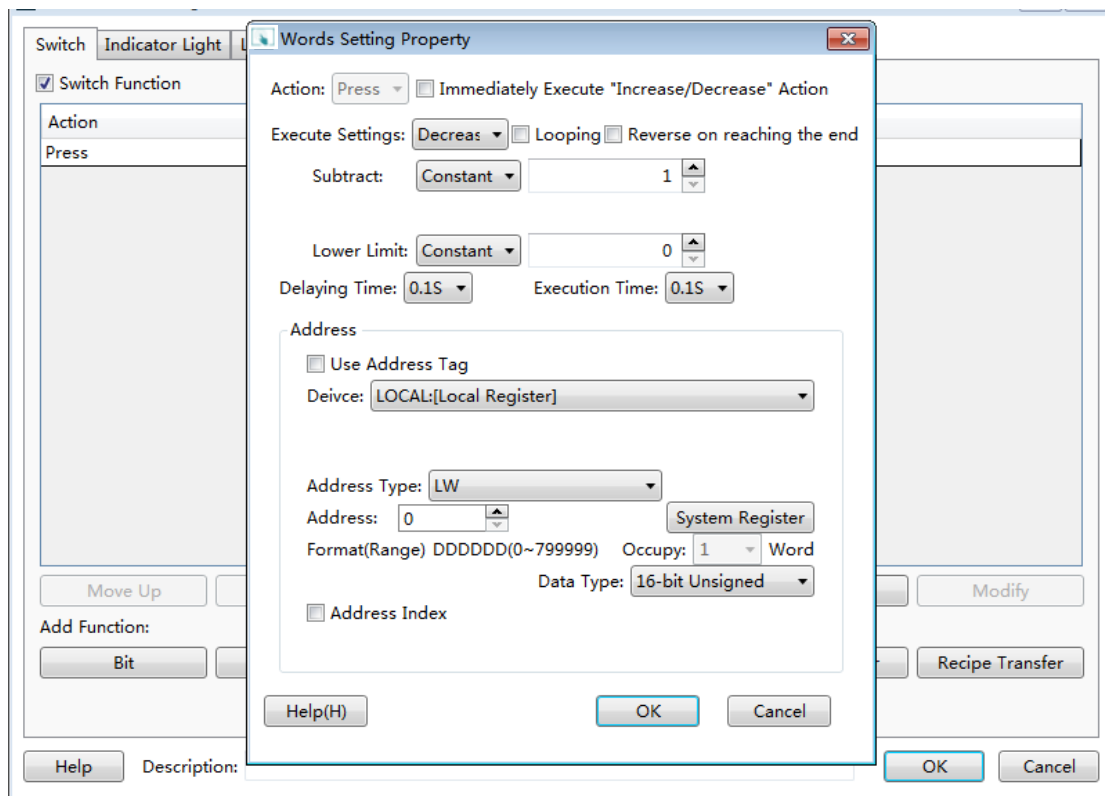 Switch Indicator Light L
Switch Function
Action
Press
Words Setting Property
Action: Press Immediately Execute "Increase/Decrease" Action
Execute Settings: Decreas Looping Reverse on reaching the end
Subtract: Constant 1
Lower Limit: Constant 0
Delaying Time: 0.1S Execution Time: 0.1S
Address
Use Address Tag
Deivce: LOCAL:[Local Register]
Address Type: LW
Address: 0 System Register
Format(Range) DDDDDD(0~799999) Occupy: 1 Word
Data Type: 16-bit Unsigned
Address Index
Help(H) OK Cancel
Move Up Modify
Add Function:
Bit Recipe Transfer
Help Description: OK Cancel